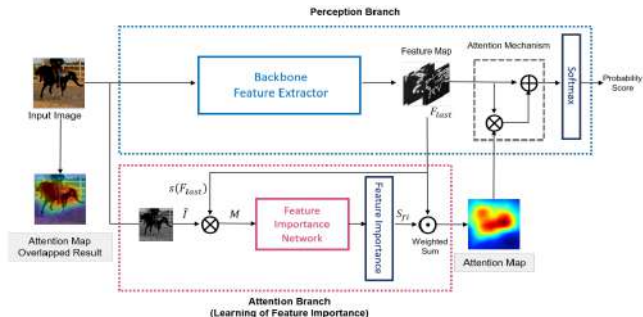 Perception Branch
Input Image
Backbone
Feature Extractor
Feature Map
F_last
Attention Mechanism
Softmax
Probability
Score
Attention Map
Overlapped Result
s(F_last)
Ĩ
M
Feature
Importance
Network
Feature Importance
S_FI
Weighted
Sum
Attention Map
Attention Branch
(Learning of Feature Importance)